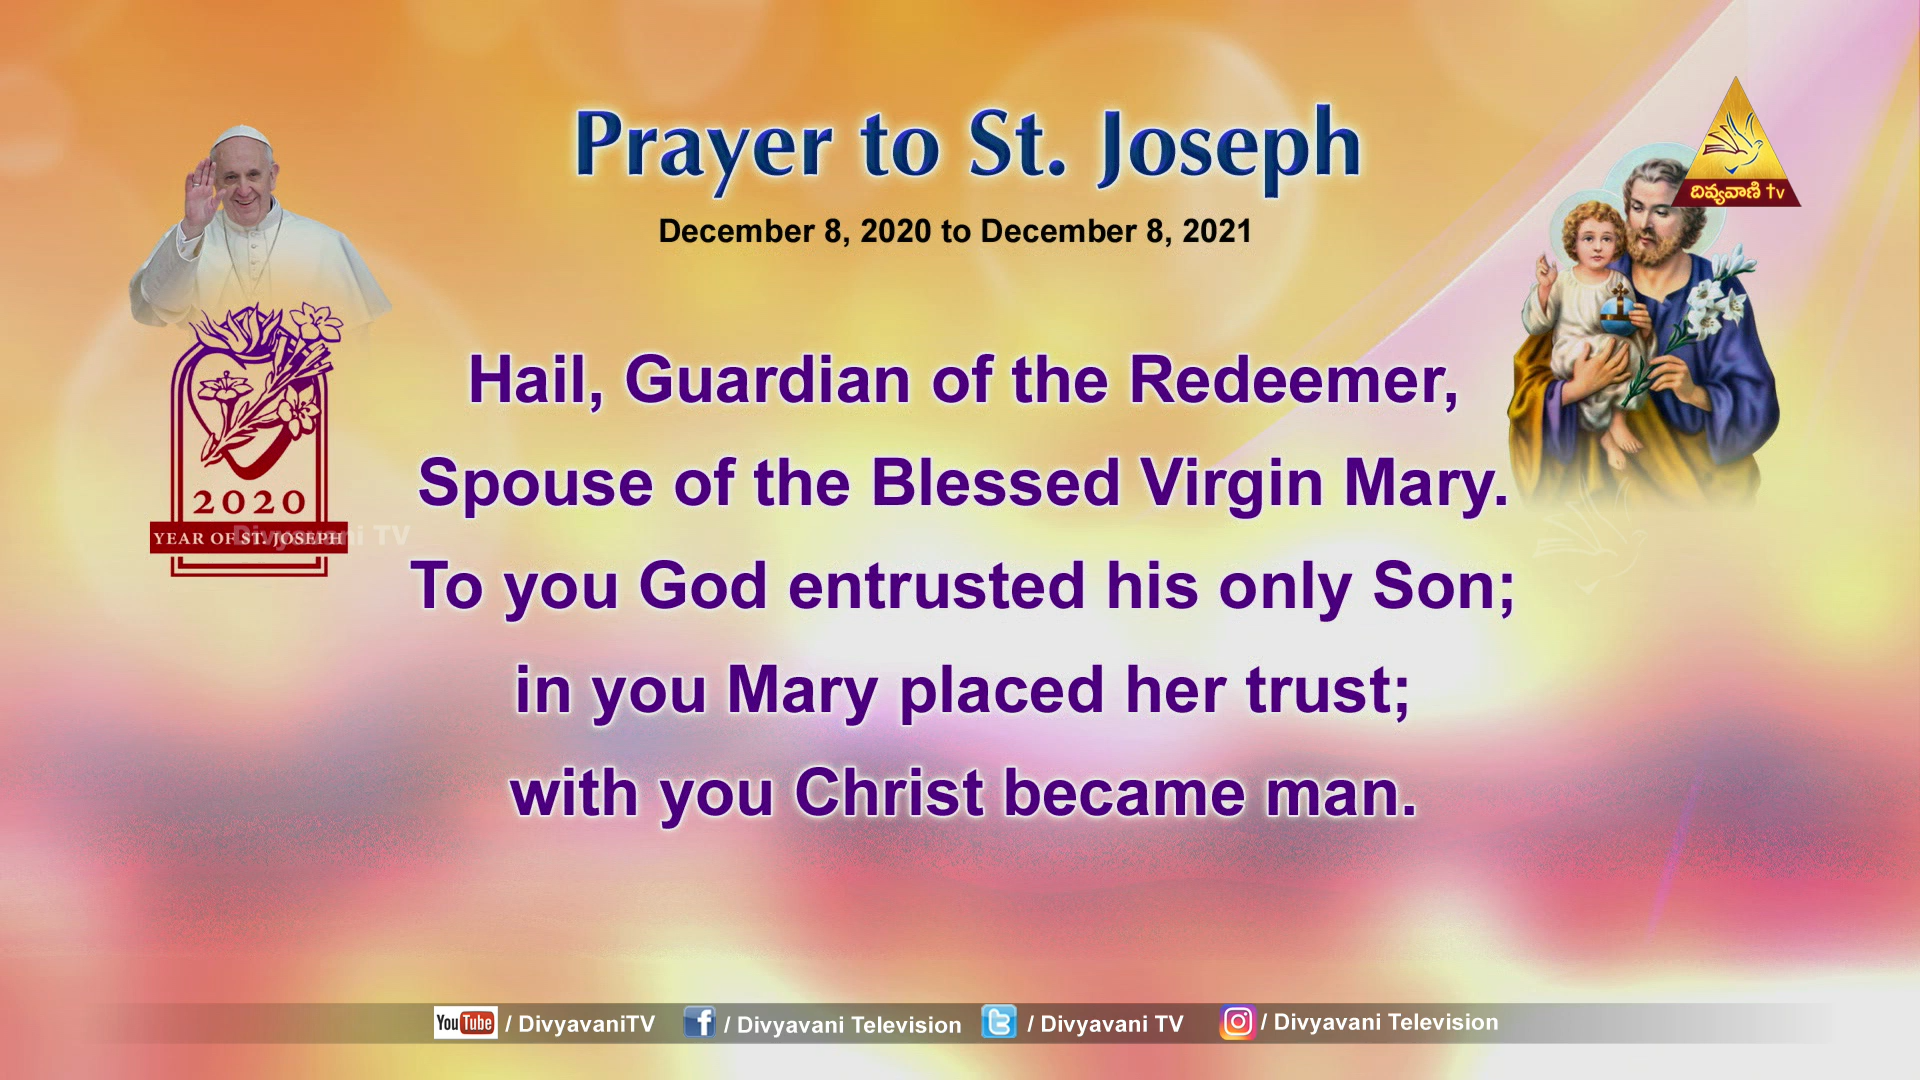 Prayer to St. Joseph
December 8, 2020 to December 8, 2021
దివ్యవాణి tv
Hail, Guardian of the Redeemer,
Spouse of the Blessed Virgin Mary.
To you God entrusted his only Son;
in you Mary placed her trust;
with you Christ became man.
2020
YEAR OF ST. JOSEPH
Divyavani TV
YouTube / DivyavaniTV f / Divyavani Television / Divyavani TV / Divyavani Television